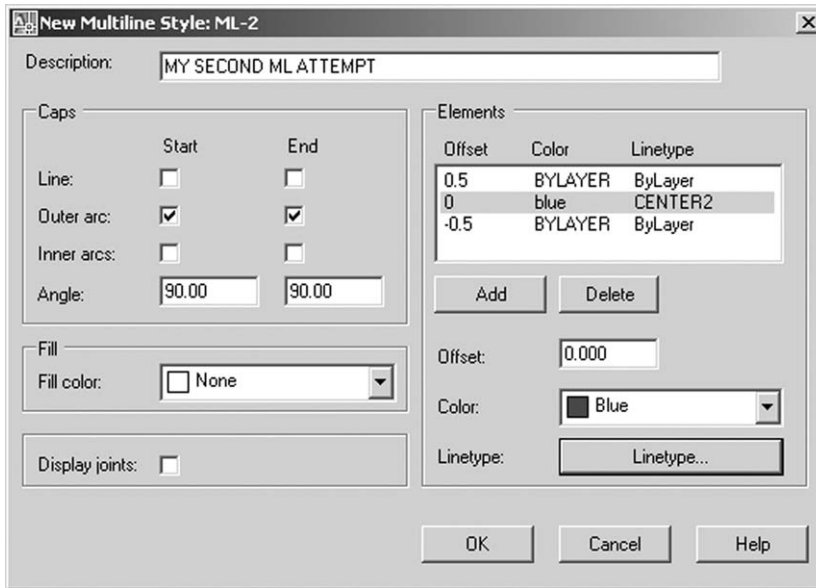 New Multiline Style: ML-2
Description: MY SECOND ML ATTEMPT
Caps
Start End
Line:
Outer arc:
Inner arcs:
Angle: 90.00 90.00
Fill
Fill color: None
Display joints:
Elements
Offset Color Linetype
0.5 BYLAYER ByLayer
0 blue CENTER2
-0.5 BYLAYER ByLayer
Add Delete
Offset: 0.000
Color: Blue
Linetype: Linetype...
OK Cancel Help